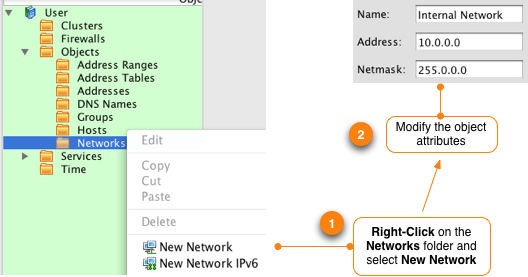 Obje
User
Clusters
Firewalls
Objects
Address Ranges
Address Tables
Addresses
DNS Names
Groups
Hosts
Networks
Services
Time
Edit
Copy
Cut
Paste
Delete
New Network
New Network IPv6
Name: Internal Network
Address: 10.0.0.0
Netmask: 255.0.0.0
2
Modify the object
attributes
1
Right-Click on the
Networks folder and
select New Network